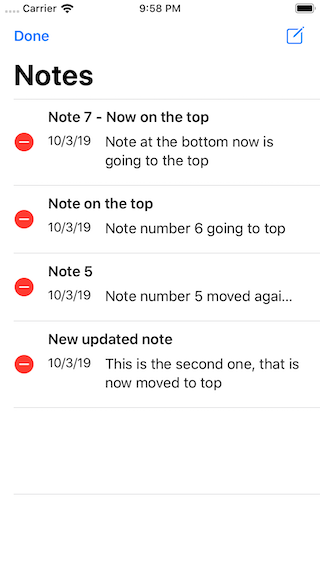 Carrier 9:58 PM
Done
Notes
Note 7 - Now on the top
10/3/19 Note at the bottom now is
going to the top
Note on the top
10/3/19 Note number 6 going to top
Note 5
10/3/19 Note number 5 moved agai...
New updated note
10/3/19 This is the second one, that is
now moved to top